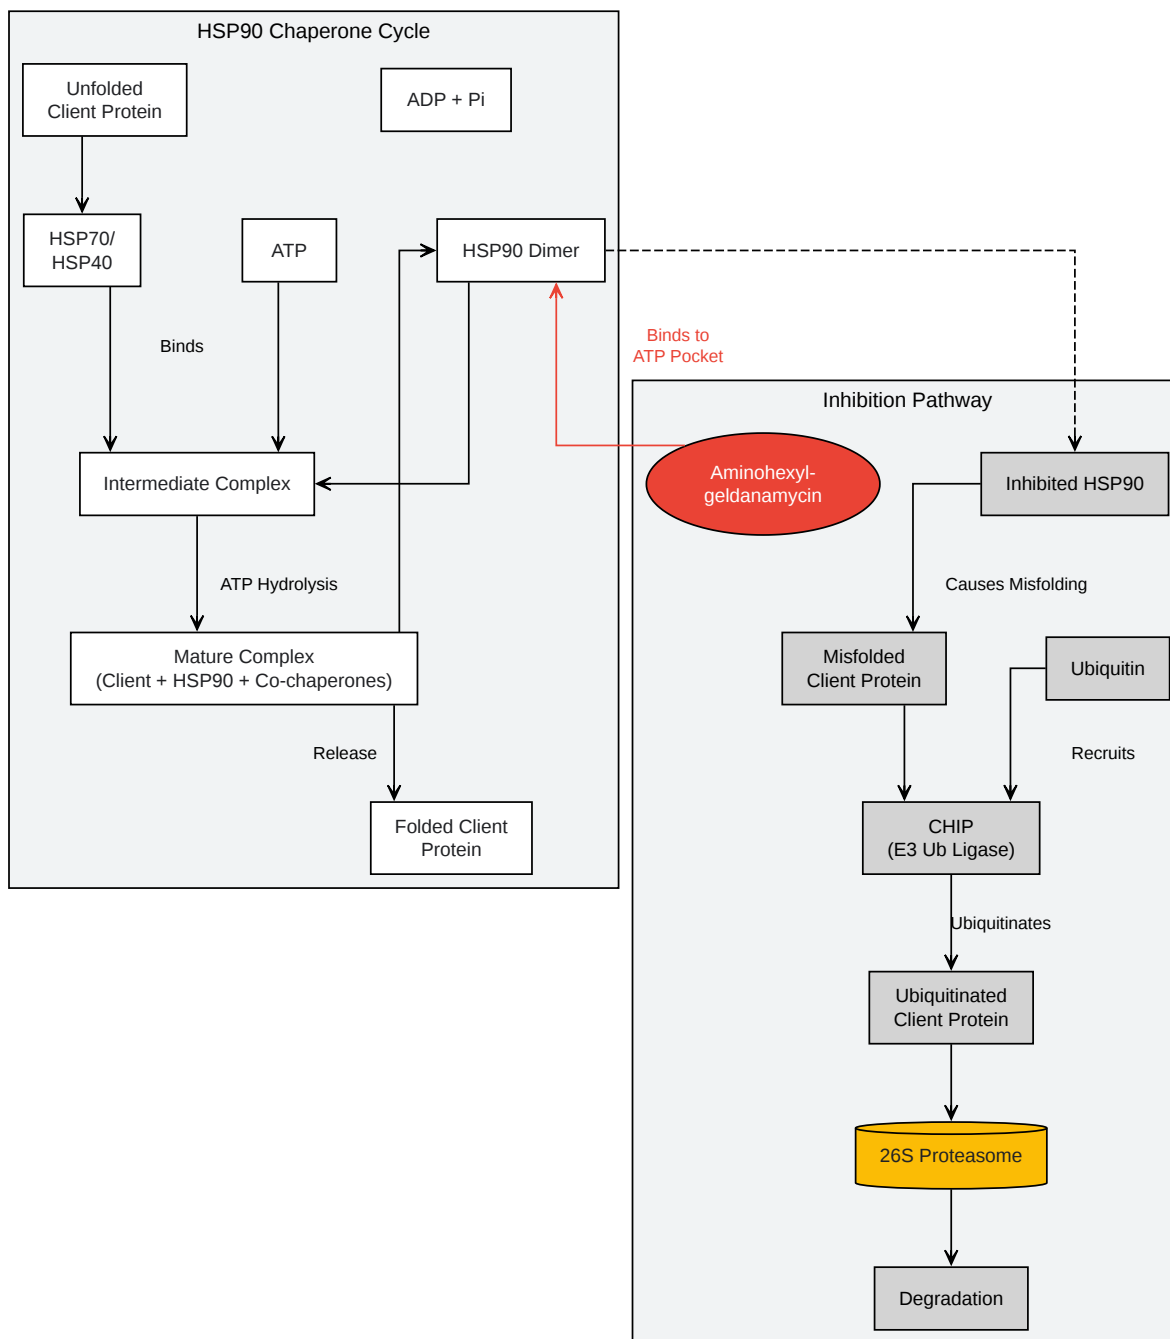 HSP90 Chaperone Cycle
Unfolded
Client Protein
ADP + Pi
HSP70/
HSP40
ATP
HSP90 Dimer
Binds
Intermediate Complex
ATP Hydrolysis
Mature Complex
(Client + HSP90 + Co-chaperones)
Release
Folded Client
Protein
Binds to
ATP Pocket
Inhibition Pathway
Aminohexyl-
geldanamycin
Inhibited HSP90
Causes Misfolding
Misfolded
Client Protein
Ubiquitin
Recruits
CHIP
(E3 Ub Ligase)
Ubiquitinates
Ubiquitinated
Client Protein
26S Proteasome
Degradation